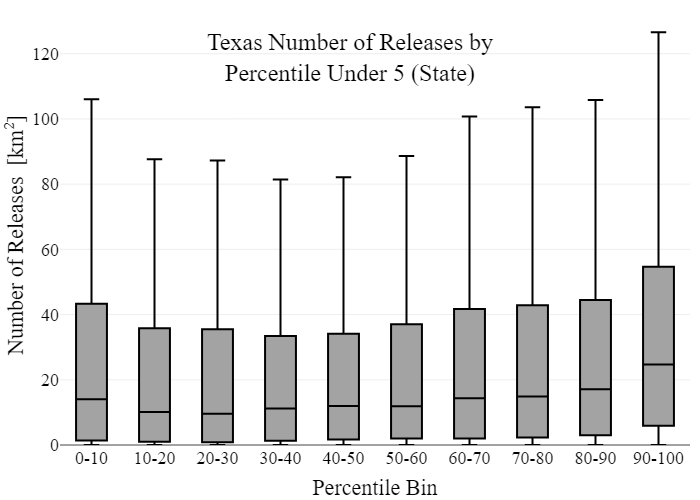 Texas Number of Releases by
Percentile Under 5 (State)
Number of Releases [km²]
120
100
80
60
40
20
0
0-10 10-20 20-30 30-40 40-50 50-60 60-70 70-80 80-90 90-100
Percentile Bin